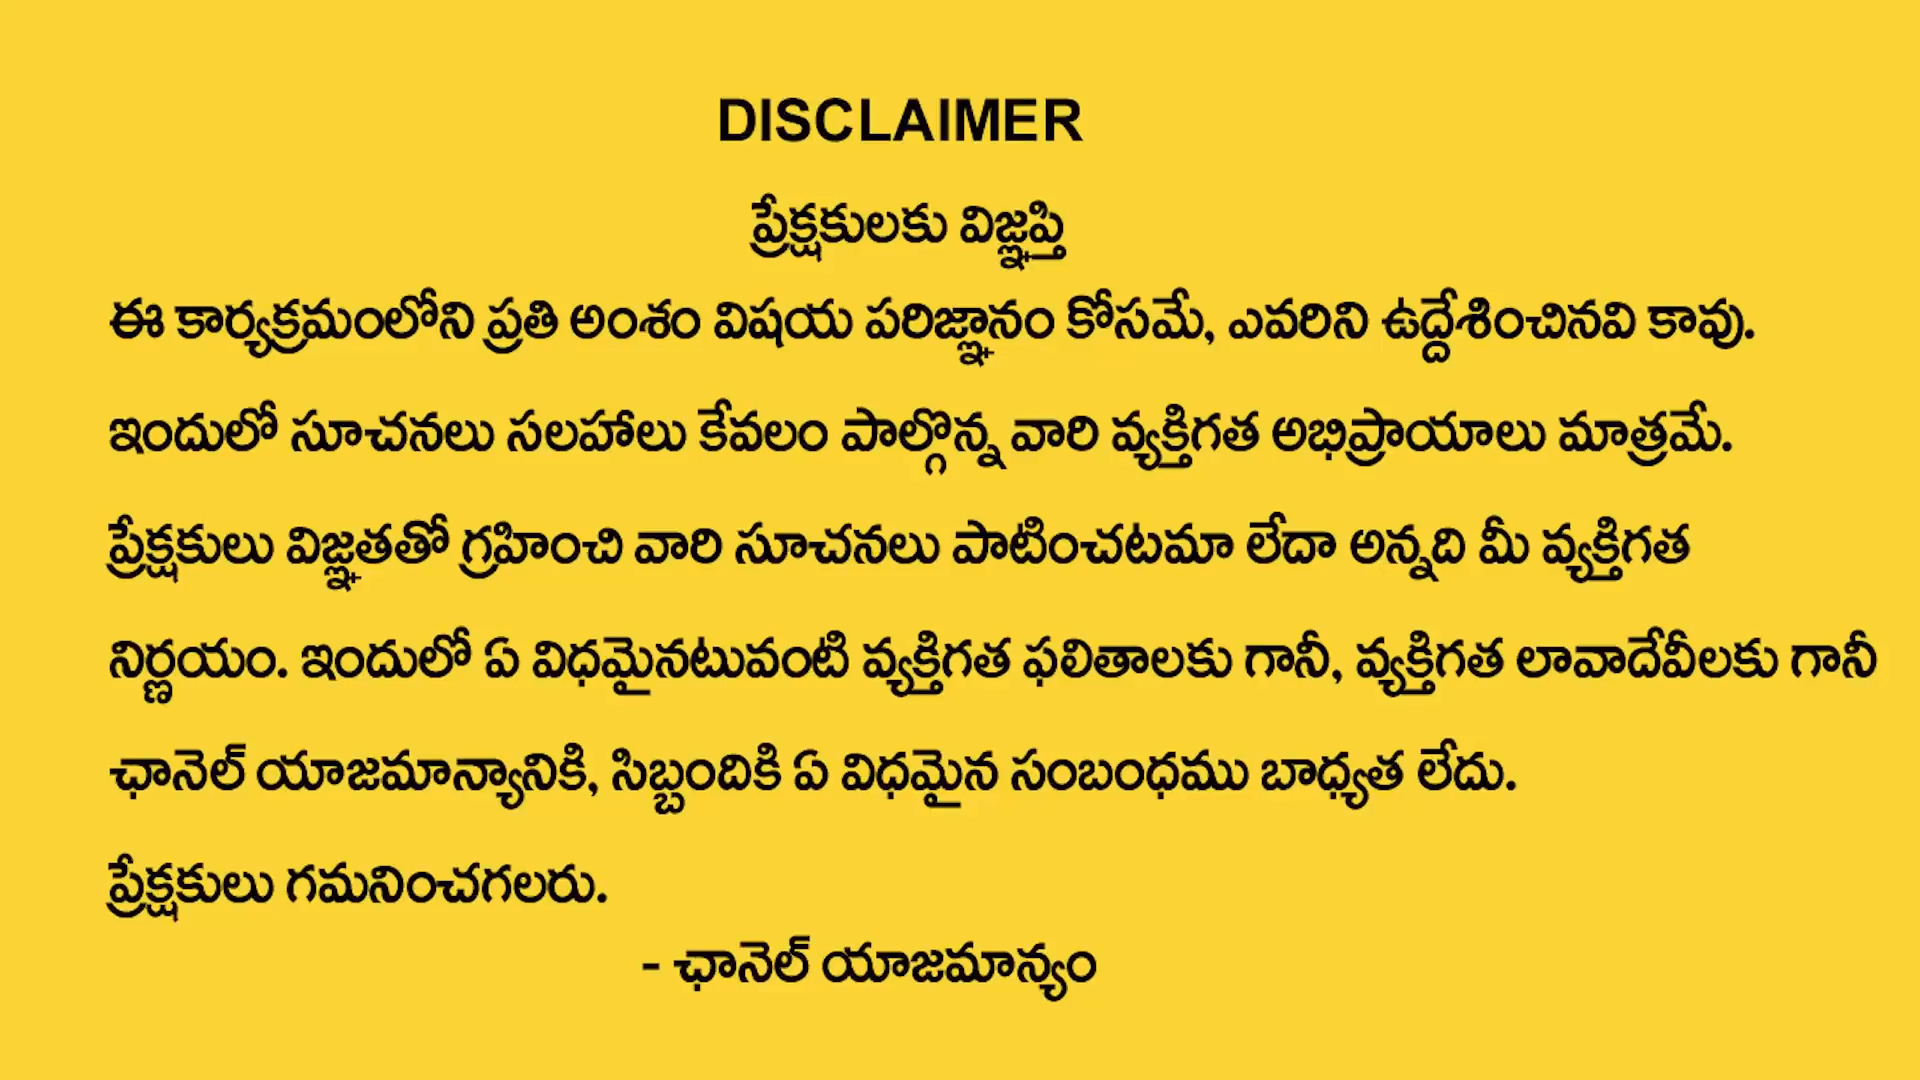 DISCLAIMER
ప్రేక్షకులకు విజ్ఞప్తి
ఈ కార్యక్రమంలోని ప్రతి అంశం విషయ పరిజ్ఞానం కోసమే, ఎవరిని ఉద్దేశించినవి కావు.
ఇందులో సూచనలు సలహాలు కేవలం పాల్గొన్న వారి వ్యక్తిగత అభిప్రాయాలు మాత్రమే.
ప్రేక్షకులు విజ్ఞతతో గ్రహించి వారి సూచనలు పాటించటమా లేదా అన్నది మీ వ్యక్తిగత
నిర్ణయం. ఇందులో ఏ విధమైనటువంటి వ్యక్తిగత ఫలితాలకు గానీ, వ్యక్తిగత లావాదేవీలకు గానీ
ఛానెల్ యాజమాన్యానికి, సిబ్బందికి ఏ విధమైన సంబంధము బాధ్యత లేదు.
ప్రేక్షకులు గమనించగలరు.
- ఛానెల్ యాజమాన్యం